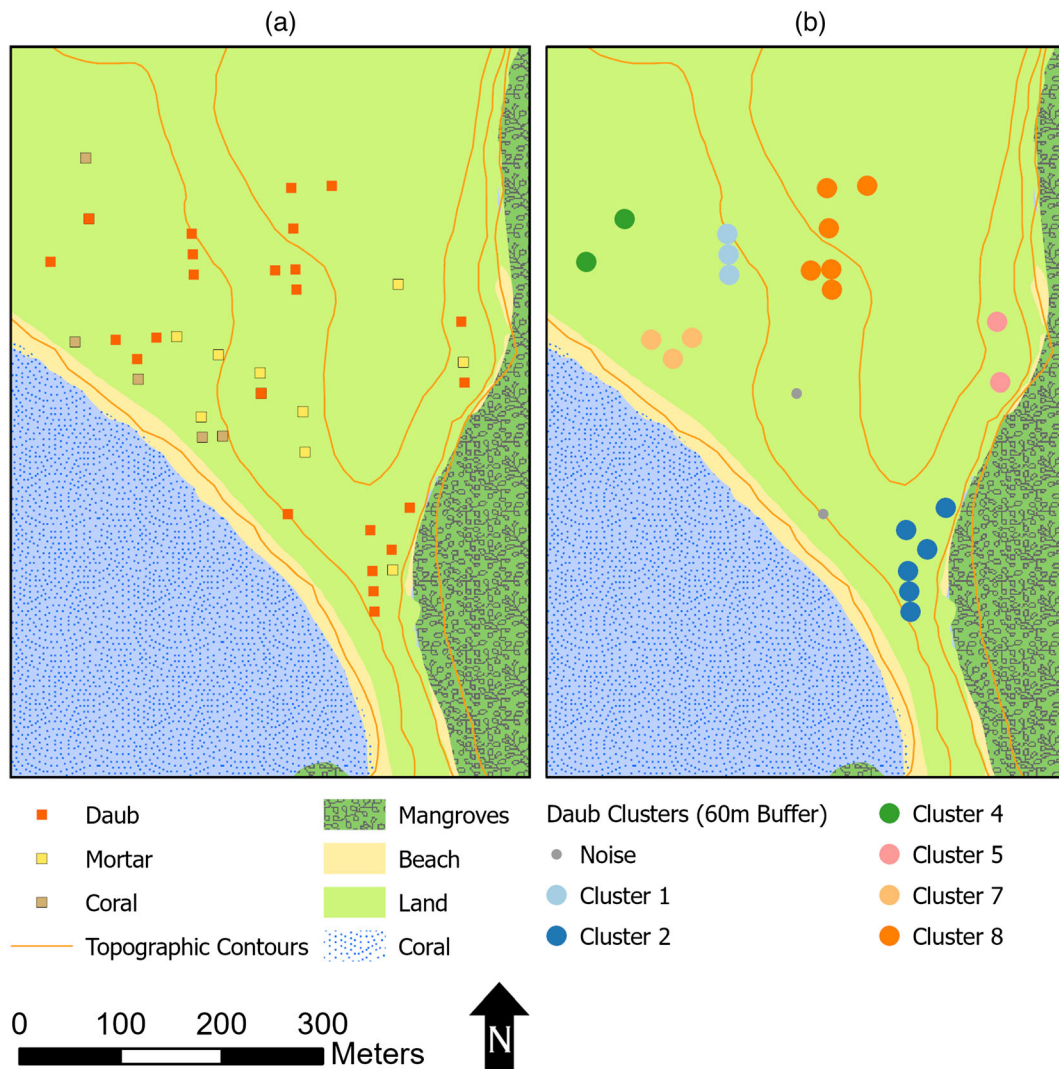 (a)
(b)
Daub
Mortar
Coral
Topographic Contours
Mangroves
Beach
Land
Coral
Daub Clusters (60m Buffer)
Noise
Cluster 1
Cluster 2
Cluster 4
Cluster 5
Cluster 7
Cluster 8
0 100 200 300
Meters
N